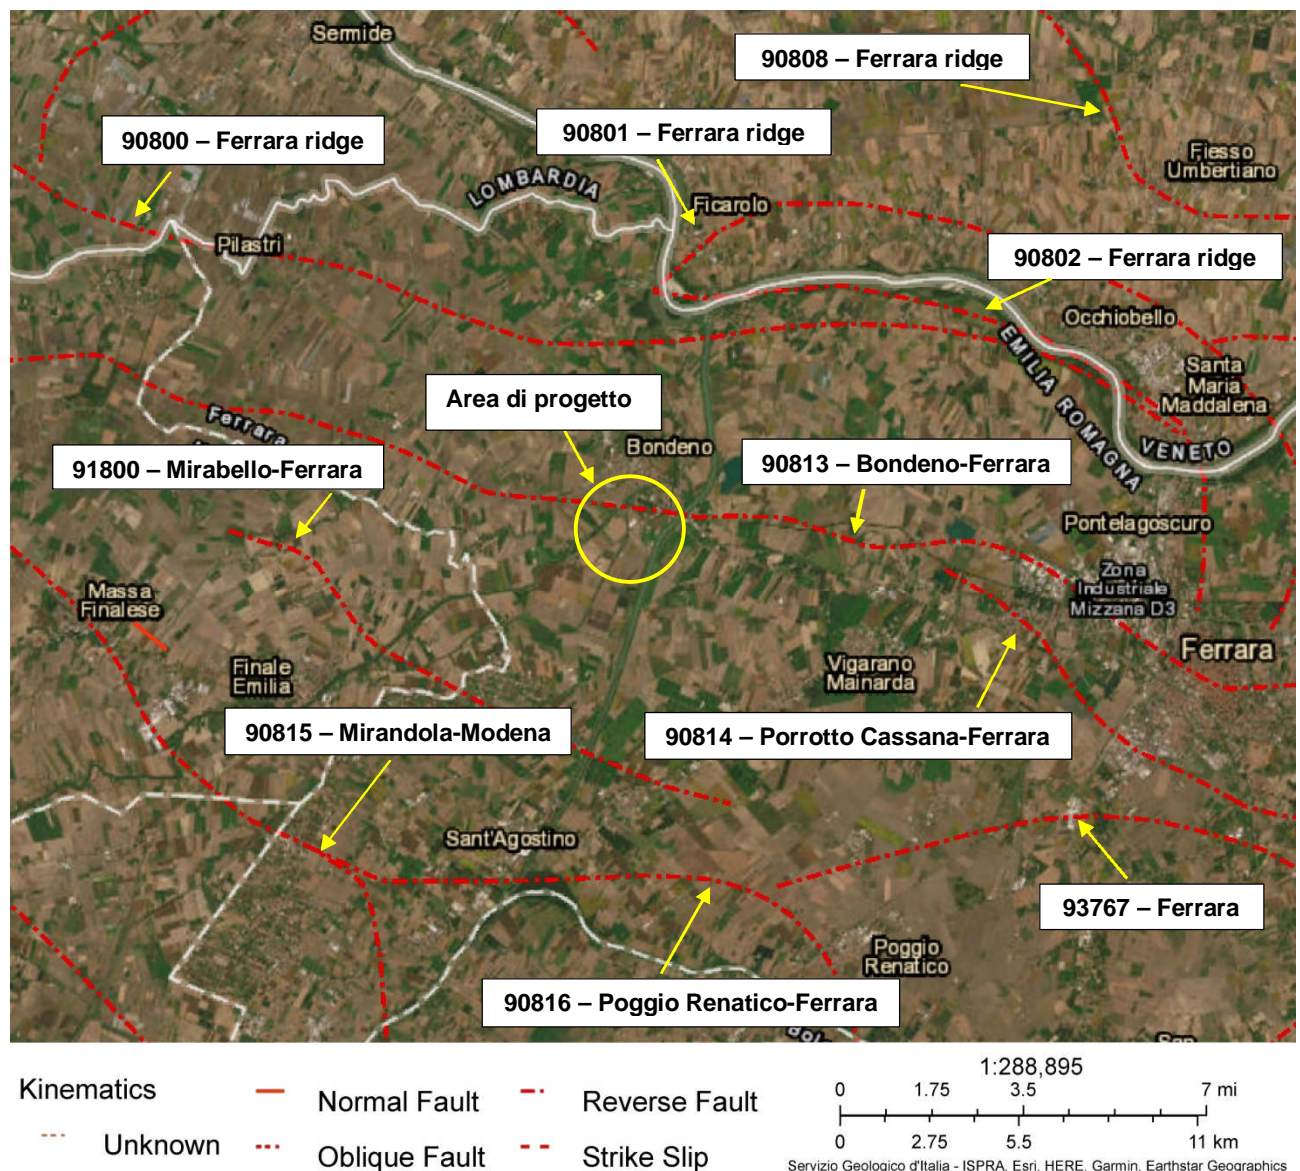 Sermide
90808 – Ferrara ridge
90801 – Ferrara ridge
90800 – Ferrara ridge
Fiesso
Umbertiano
LOMBARDIA
Ficarolo
Pilastri
90802 – Ferrara ridge
Occhiobello
EMILIA ROMAGNA
Santa
Maria
Maddalena
Area di progetto
Ferrara
Bondeno
VENETO
91800 – Mirabello-Ferrara
90813 – Bondeno-Ferrara
Pontelagoscuro
Zona
Industriale
Mizzana D3
Massa
Finalese
Ferrara
Finale
Emilia
Vigarano
Mainarda
90815 – Mirandola-Modena
90814 – Porrotto Cassana-Ferrara
Sant'Agostino
93767 – Ferrara
Poggio
Renatico
90816 – Poggio Renatico-Ferrara
Kinematics
Unknown
Normal Fault
Oblique Fault
Reverse Fault
Strike Slip
1:288,895
0 1.75 3.5 7 mi
0 2.75 5.5 11 km
Servizio Geologico d'Italia - ISPRA, Esri, HERE, Garmin, Earthstar Geographics